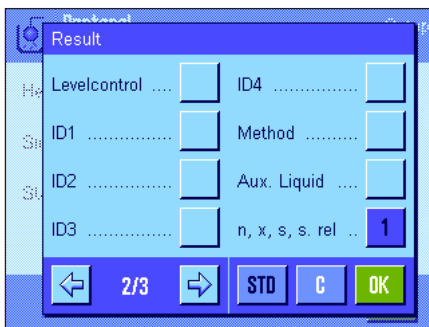 Result
Levelcontrol .... ID4 ...............
ID1 ............... Method ..........
ID2 ............... Aux. Liquid ....
ID3 ............... n, x, s, s. rel .. 1
2/3 STD C OK